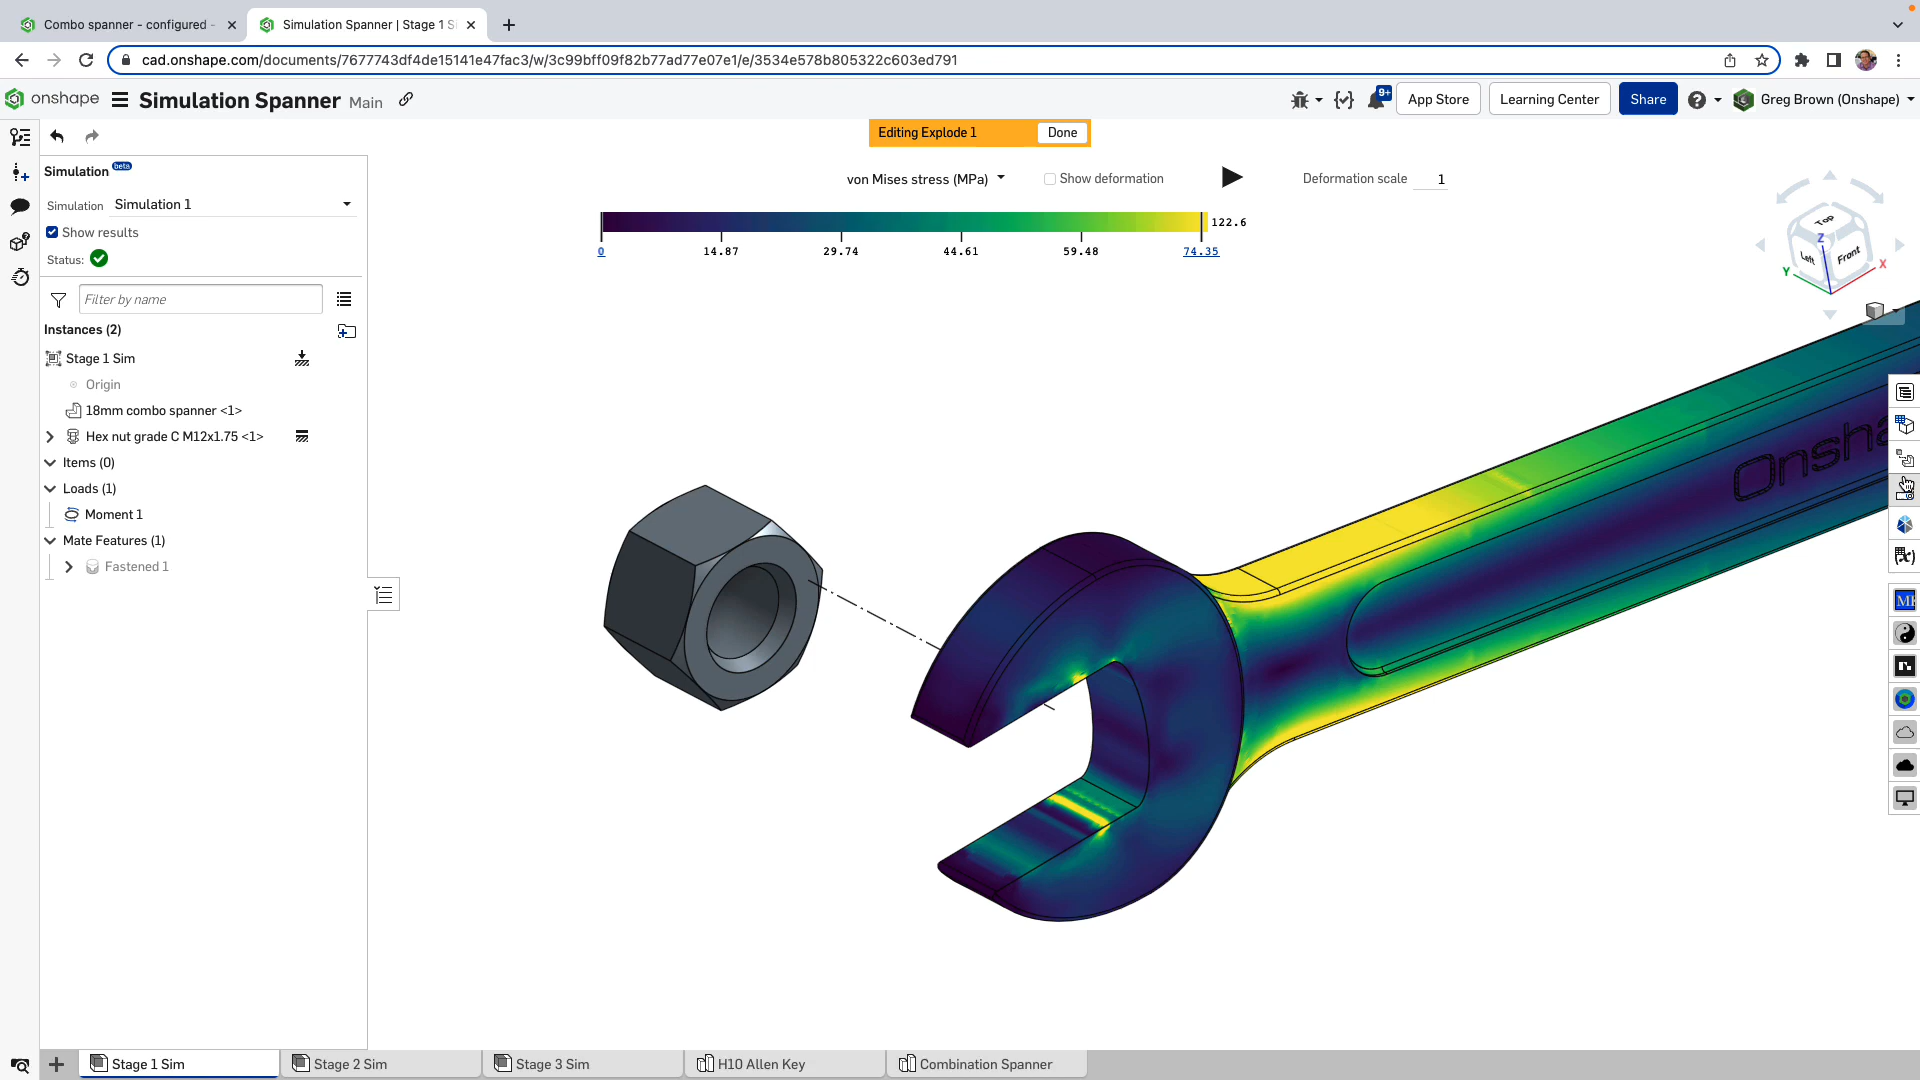 Combo spanner - configured -
Simulation Spanner | Stage 1 S
cad.onshape.com/documents/7677743df4de15141e47fac3/w/3c99bff09f82b77ad77e07e1/e/3534e578b805322c603ed791
onshape
Simulation Spanner Main
9+
App Store
Learning Center
Share
Greg Brown (Onshape)
Editing Explode 1
Done
Simulation beta
Simulation Simulation 1
Show results
Status:
Filter by name
Instances (2)
Stage 1 Sim
Origin
18mm combo spanner <1>
Hex nut grade C M12x1.75 <1>
Items (0)
Loads (1)
Moment 1
Mate Features (1)
Fastened 1
von Mises stress (MPa)
Show deformation
Deformation scale 1
122.6
0 14.87 29.74 44.61 59.48 74.35
Top
Z
Left
Front
Y
X
Onsha
(x)
MK
Stage 1 Sim
Stage 2 Sim
Stage 3 Sim
H10 Allen Key
Combination Spanner